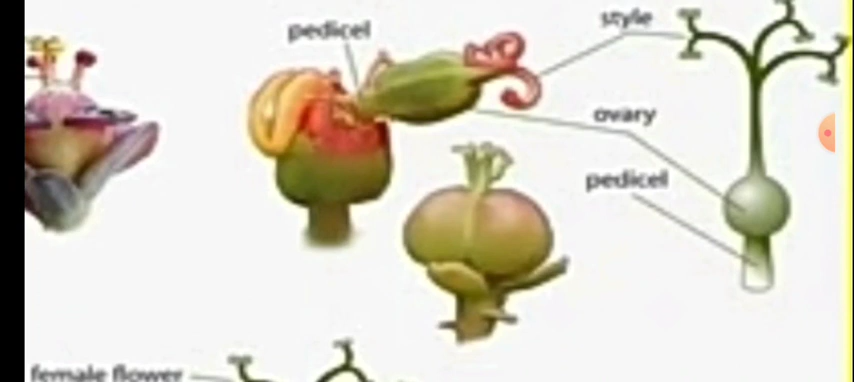 pedicel
style
ovary
pedicel
female flower